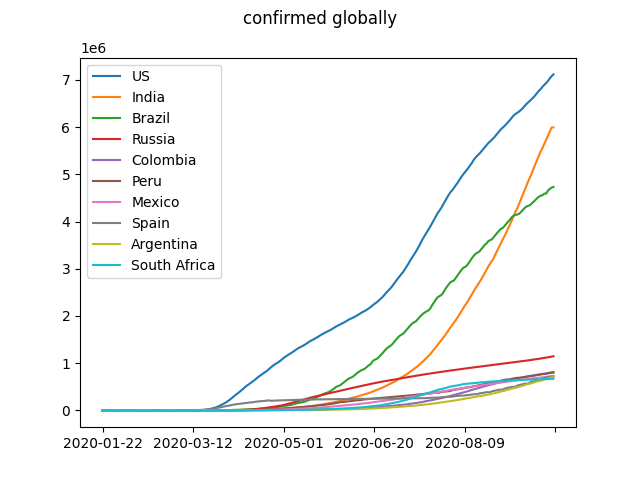 confirmed globally
1e6
7
6
5
4
3
2
1
0
US
India
Brazil
Russia
Colombia
Peru
Mexico
Spain
Argentina
South Africa
2020-01-22 2020-03-12 2020-05-01 2020-06-20 2020-08-09